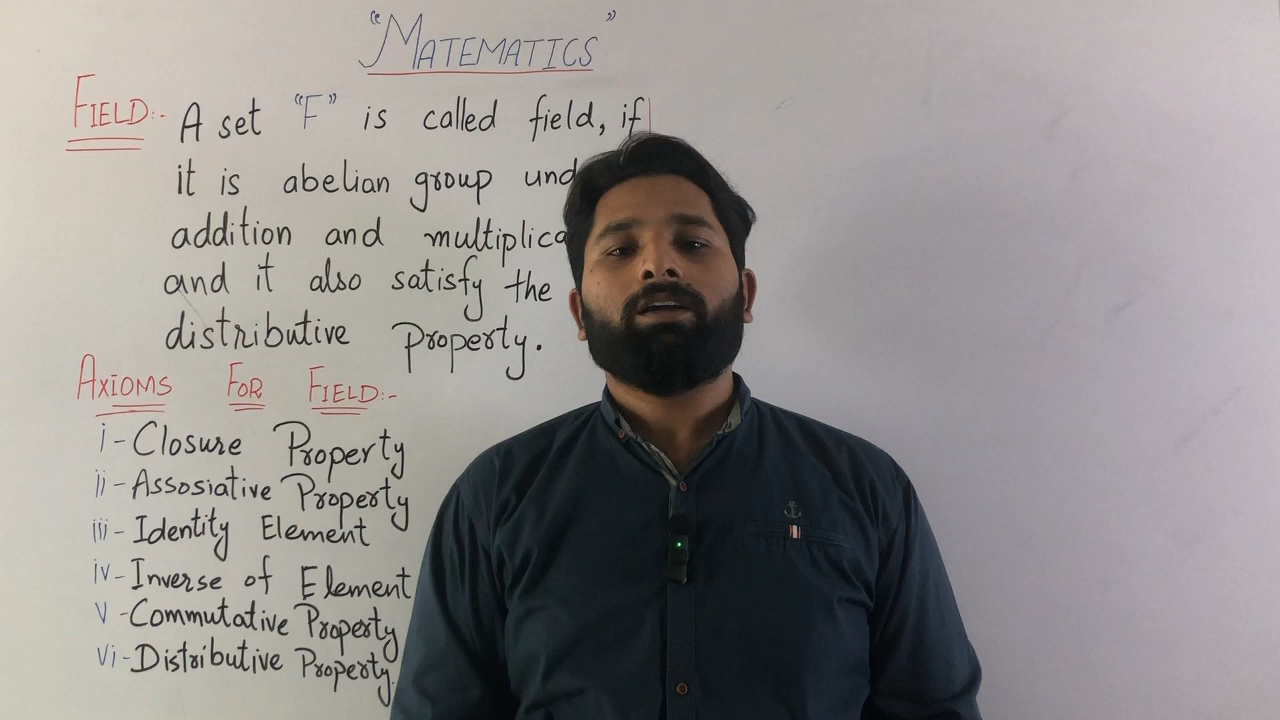 "MATEMATICS"
FIELD:- A set "F" is called field, if
it is abelian group und
addition and multiplica
and it also satisfy the
distributive Property.
AXIOMS FOR FIELD:-
i - Closure Property
ii - Assosiative Property
iii - Identity Element
iv - Inverse of Element
v - Commutative Property
vi - Distributive Property.